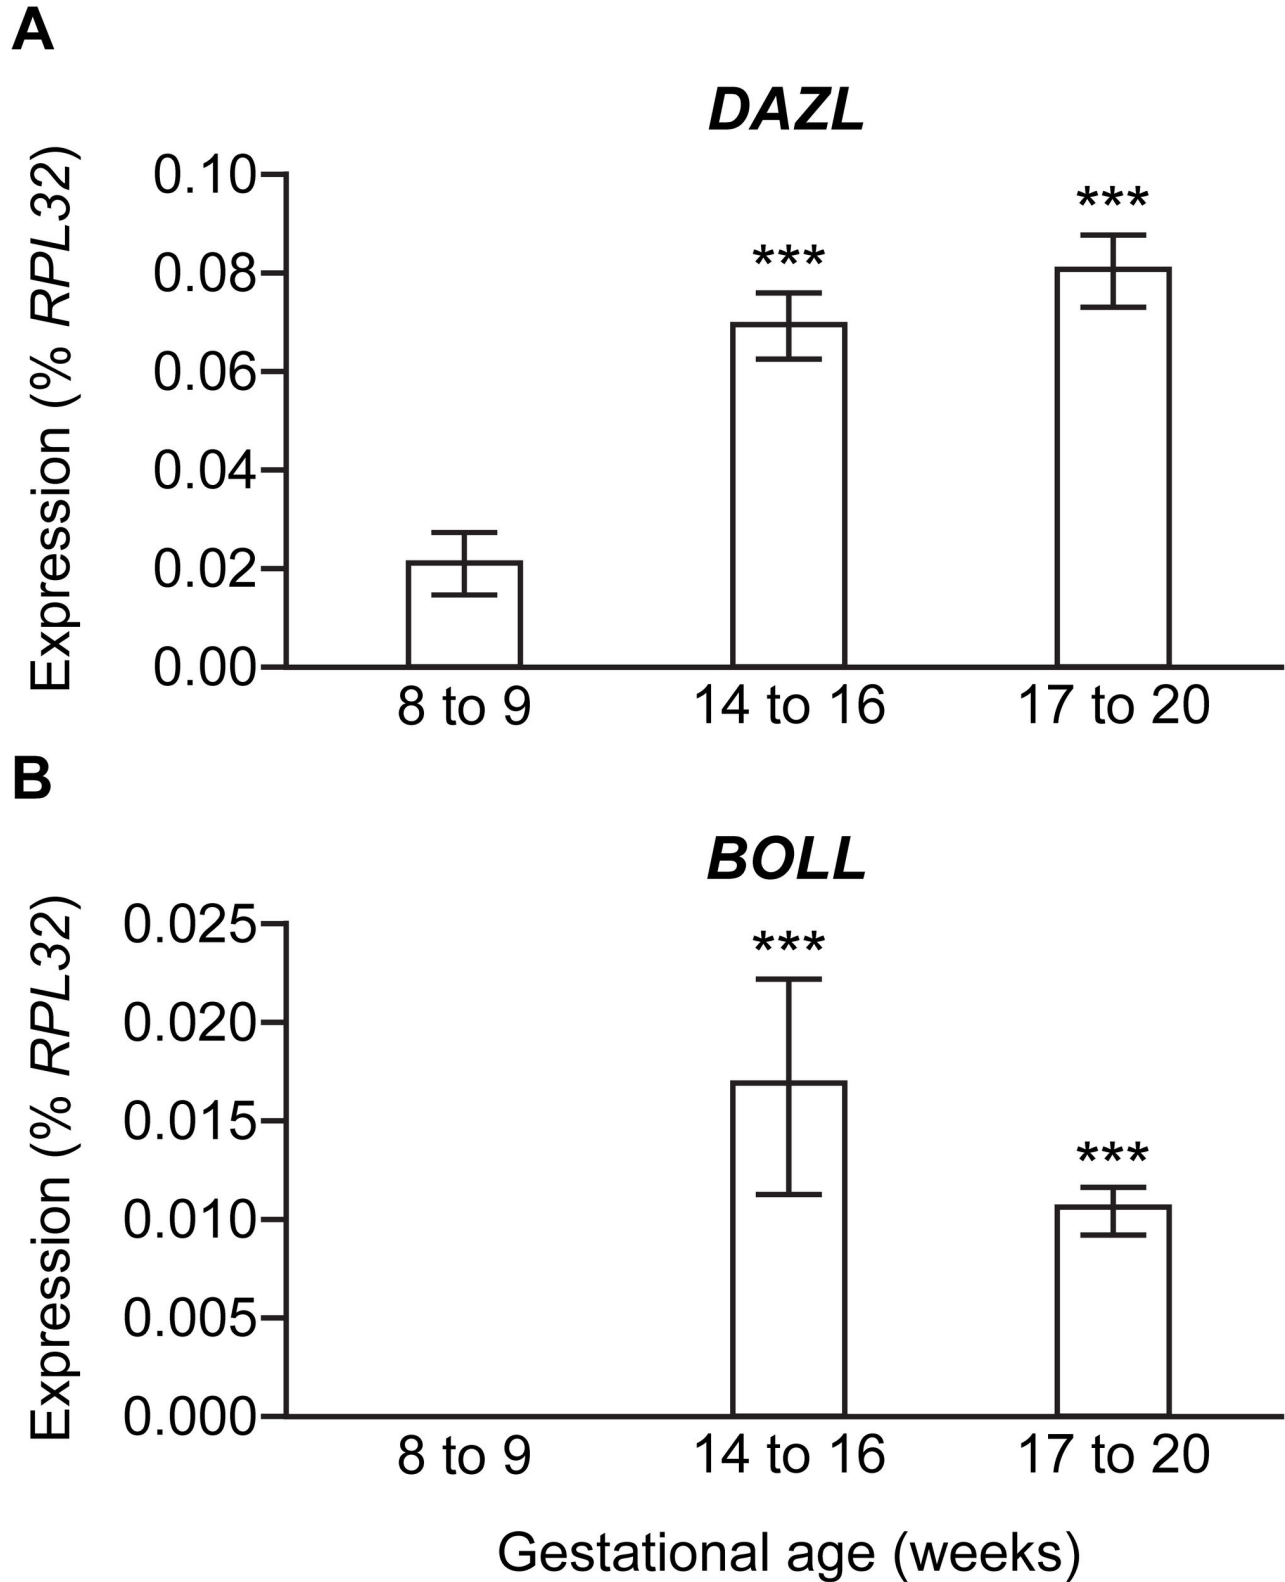 A
DAZL
Expression (% RPL32)
0.10
0.08
0.06
0.04
0.02
0.00
***
***
8 to 9
14 to 16
17 to 20
B
BOLL
Expression (% RPL32)
0.025
0.020
0.015
0.010
0.005
0.000
***
***
8 to 9
14 to 16
17 to 20
Gestational age (weeks)